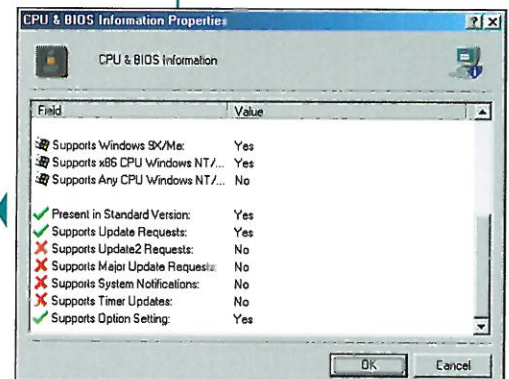 CPU & BIOS Information Properties
CPU & BIOS Information
Field Value
Supports Windows 9X/Me: Yes
Supports x86 CPU Windows NT/... Yes
Supports Any CPU Windows NT/... No
Present in Standard Version: Yes
Supports Update Requests: Yes
Supports Update2 Requests: No
Supports Major Update Requests: No
Supports System Notifications: No
Supports Timer Updates: No
Supports Option Setting: Yes
OK Cancel